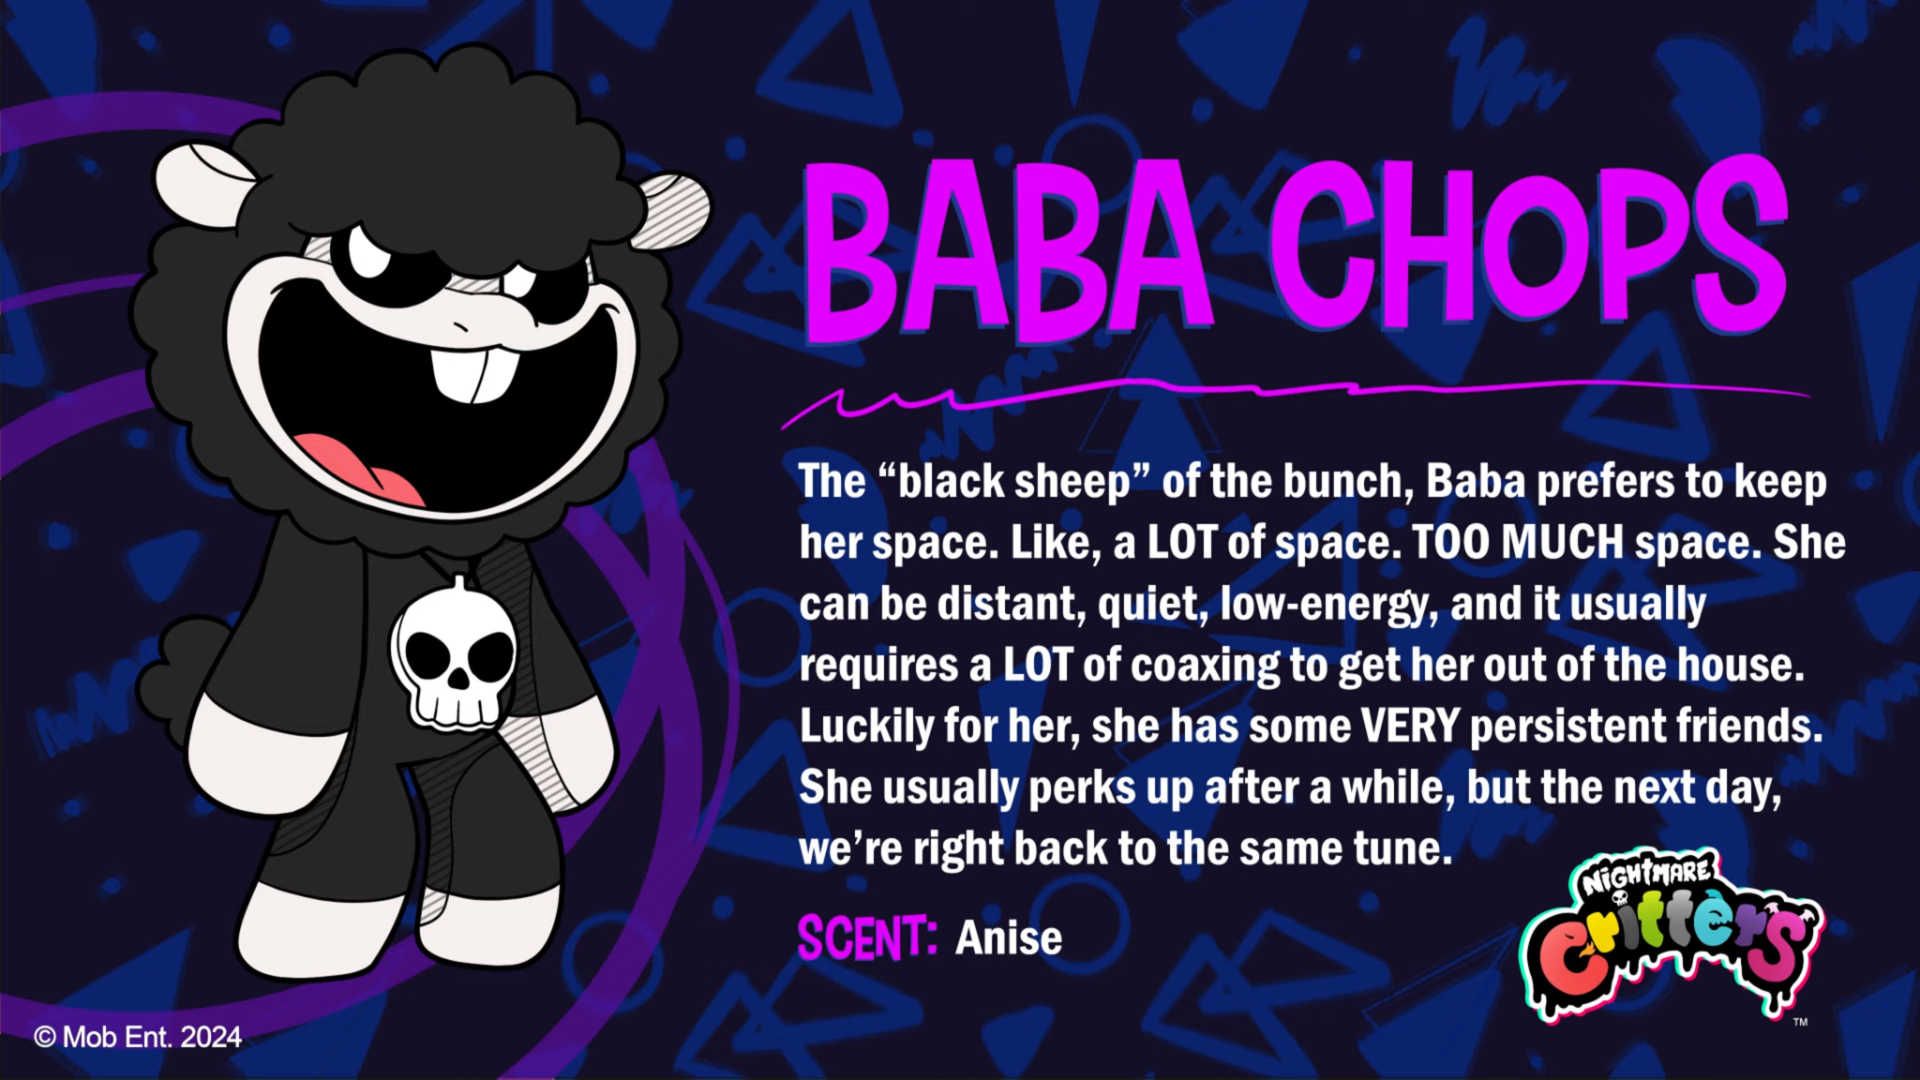 BABA CHOPS
The “black sheep” of the bunch, Baba prefers to keep
her space. Like, a LOT of space. TOO MUCH space. She
can be distant, quiet, low-energy, and it usually
requires a LOT of coaxing to get her out of the house.
Luckily for her, she has some VERY persistent friends.
She usually perks up after a while, but the next day,
we’re right back to the same tune.
SCENT: Anise
NiGHtMARE
critters
TM
© Mob Ent. 2024